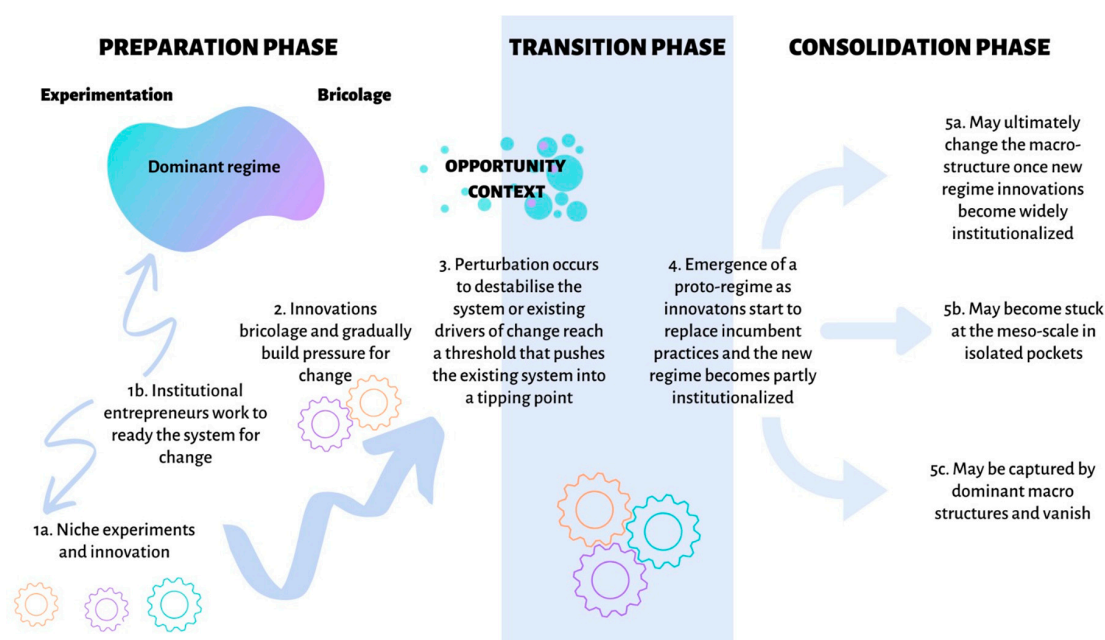 PREPARATION PHASE
TRANSITION PHASE
CONSOLIDATION PHASE
Experimentation
Bricolage
Dominant regime
OPPORTUNITY
CONTEXT
1a. Niche experiments
and innovation
1b. Institutional
entrepreneurs work to
ready the system for
change
2. Innovations
bricolage and gradually
build pressure for
change
3. Perturbation occurs
to destabilise the
system or existing
drivers of change reach
a threshold that pushes
the existing system into
a tipping point
4. Emergence of a
proto-regime as
innovatons start to
replace incumbent
practices and the new
regime becomes partly
institutionalized
5a. May ultimately
change the macro-
structure once new
regime innovations
become widely
institutionalized
5b. May become stuck
at the meso-scale in
isolated pockets
5c. May be captured by
dominant macro
structures and vanish